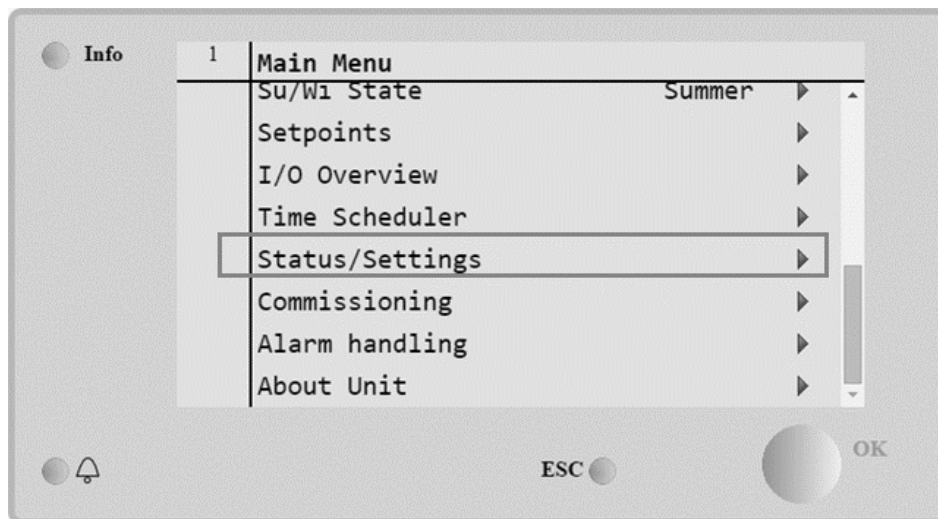 Info
1 Main Menu
Su/Wi State Summer
Setpoints
I/O Overview
Time Scheduler
Status/Settings
Commissioning
Alarm handling
About Unit
ESC
OK